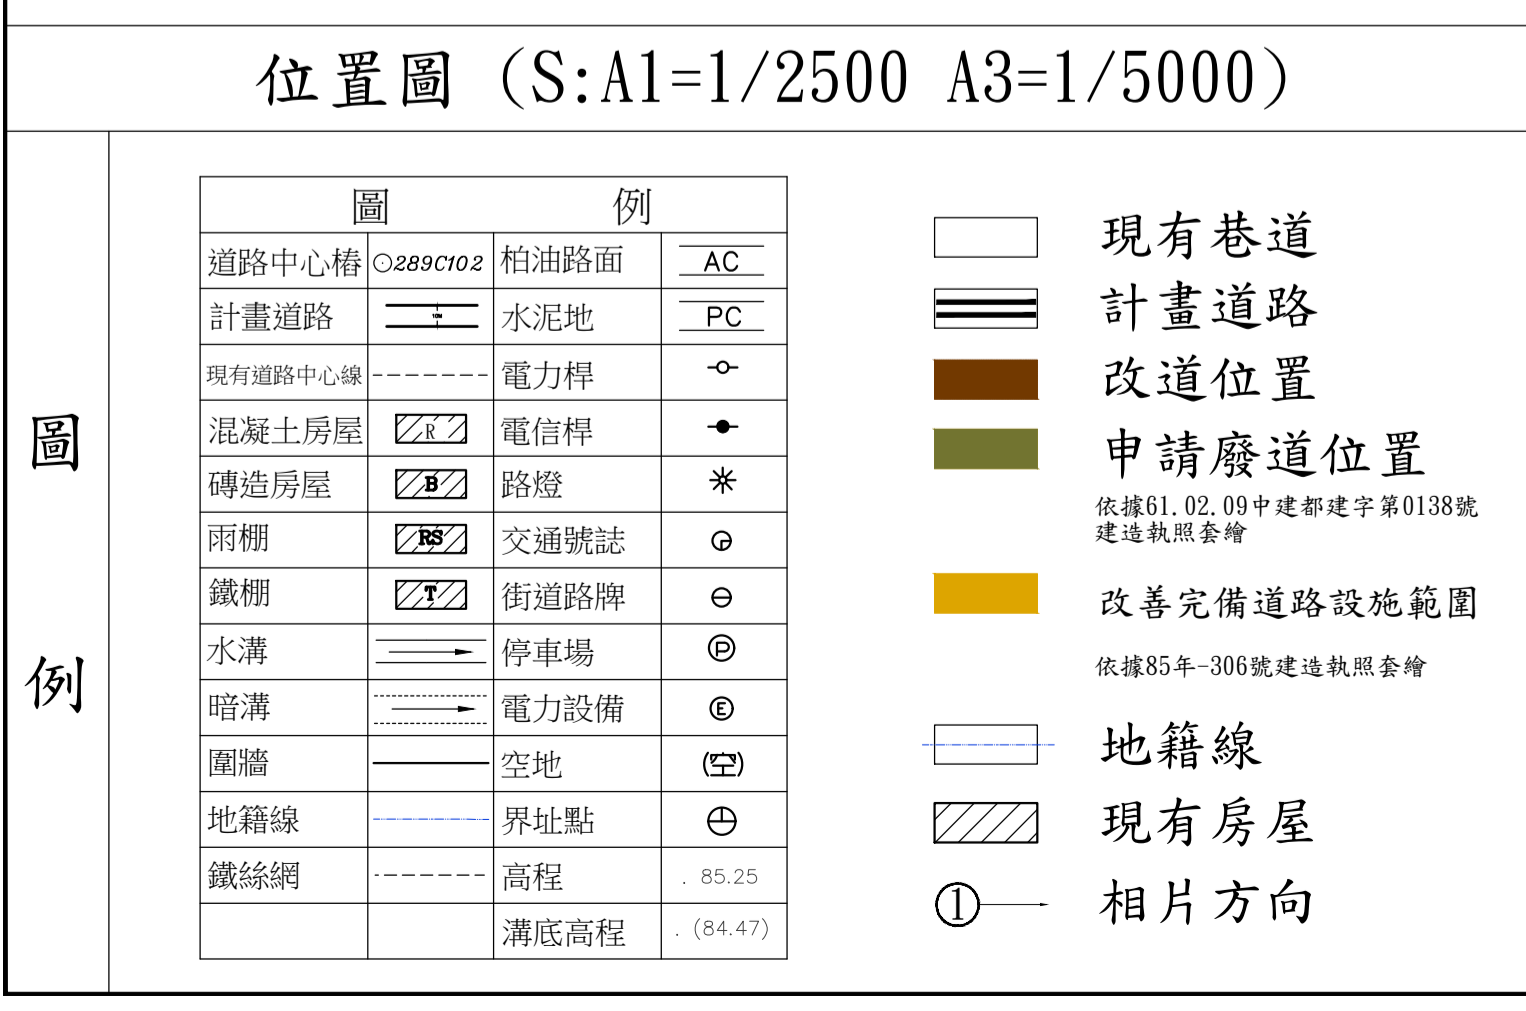 位置圖 (S:A1=1/2500 A3=1/5000)
圖例
圖 例
道路中心樁 289C102 柏油路面 AC
計畫道路 10M 水泥地 PC
現有道路中心線 電力桿
混凝土房屋 R 電信桿
磚造房屋 B 路燈
雨棚 RS 交通號誌
鐵棚 T 街道路牌
水溝 停車場 P
暗溝 電力設備 E
圍牆 空地 (空)
地籍線 界址點
鐵絲網 高程 . 85.25
溝底高程 . (84.47)
現有巷道
計畫道路
改道位置
申請廢道位置
依據61.02.09中建都建字第0138號
建造執照套繪
改善完備道路設施範圍
依據85年-306號建造執照套繪
地籍線
現有房屋
① 相片方向